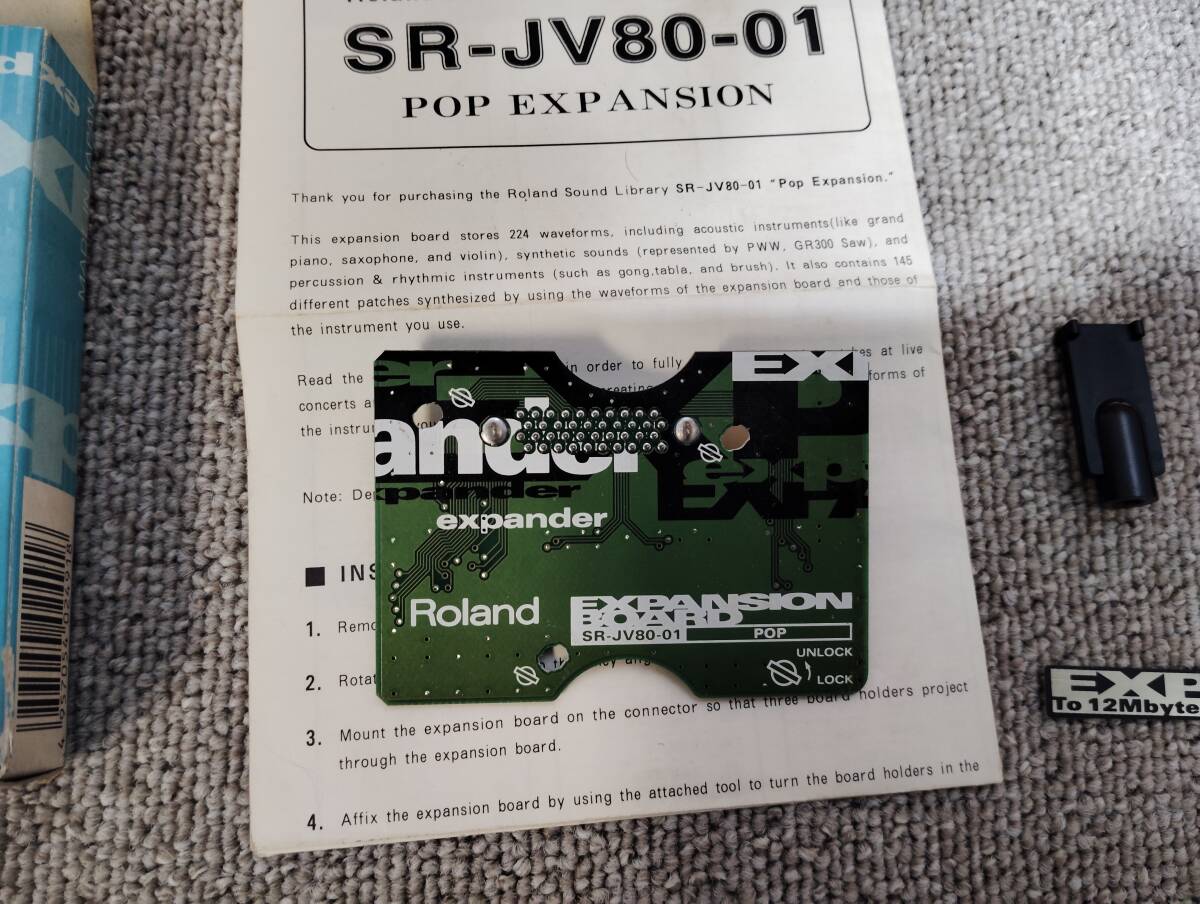 SR-JV80-01
POP EXPANSION
Thank you for purchasing the Roland Sound Library SR-JV80-01 "Pop Expansion."
This expansion board stores 224 waveforms, including acoustic instruments(like grand
piano, saxophone, and violin), synthetic sounds (represented by PWW, GR300 Saw), and
percussion & rhythmic instruments (such as gong,tabla, and brush). It also contains 145
different patches synthesized by using the waveforms of the expansion board and those of
the instrument you use.
Read the in order to fully at live
concerts
the
Note:
■
1.
2.
3. Mount the expansion board on the connector so that three board holders project
through the expansion board.
4. Affix the expansion board by using the attached tool to turn the board holders in the
er EXP
ander
expander
expander
Roland
EXPANSION
BOARD
SR-JV80-01 POP
UNLOCK
LOCK
EXP
To 12Mbyte